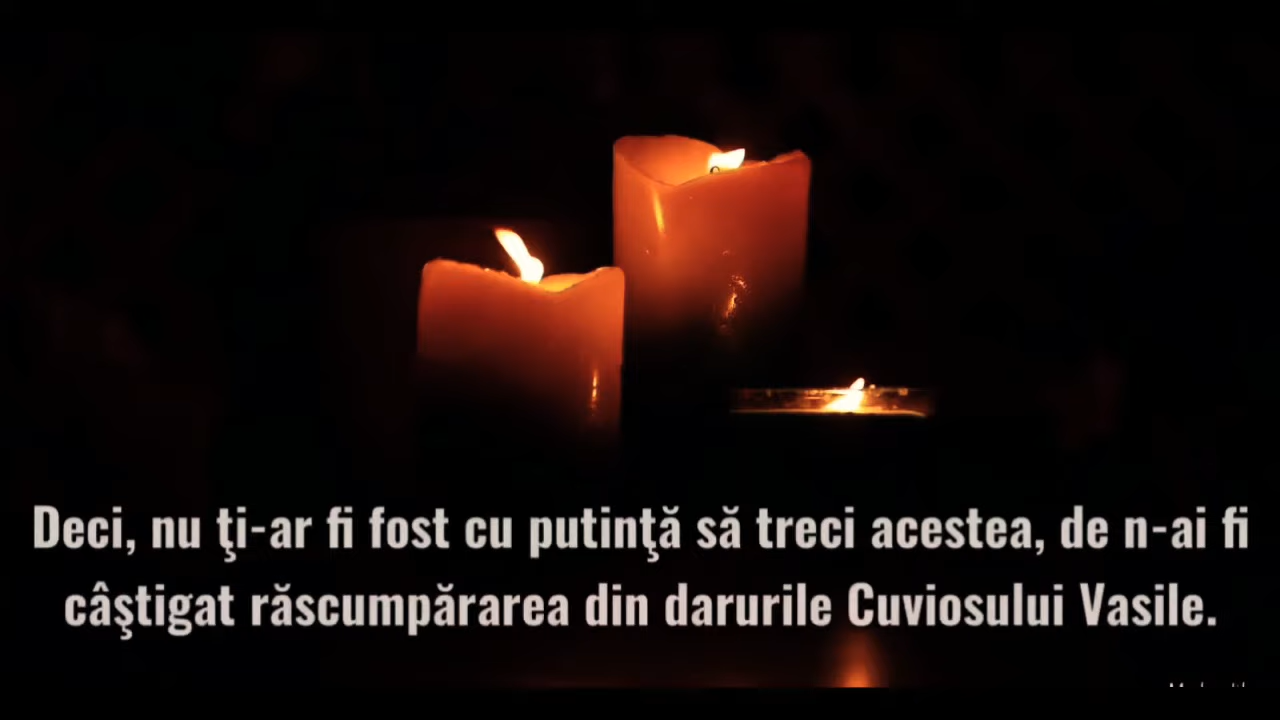 Deci, nu ţi-ar fi fost cu putinţă să treci acestea, de n-ai fi
câştigat răscumpărarea din darurile Cuviosului Vasile.